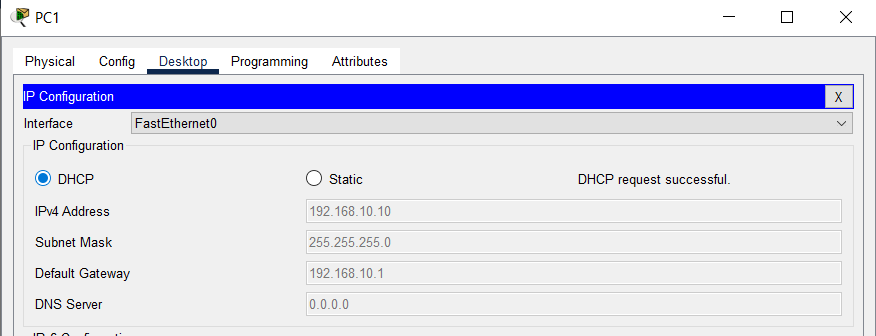 PC1
Physical Config Desktop Programming Attributes
IP Configuration X
Interface FastEthernet0
IP Configuration
DHCP Static DHCP request successful.
IPv4 Address 192.168.10.10
Subnet Mask 255.255.255.0
Default Gateway 192.168.10.1
DNS Server 0.0.0.0